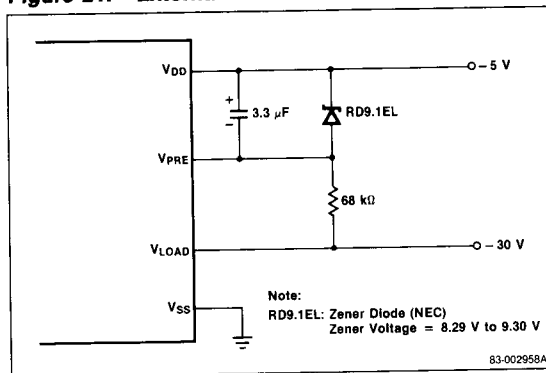 Figure
VDD
– 5 V
+
3.3 µF
–
RD9.1EL
VPRE
68 kΩ
VLOAD
– 30 V
VSS
Note:
RD9.1EL: Zener Diode (NEC)
Zener Voltage = 8.29 V to 9.30 V
83-002958A